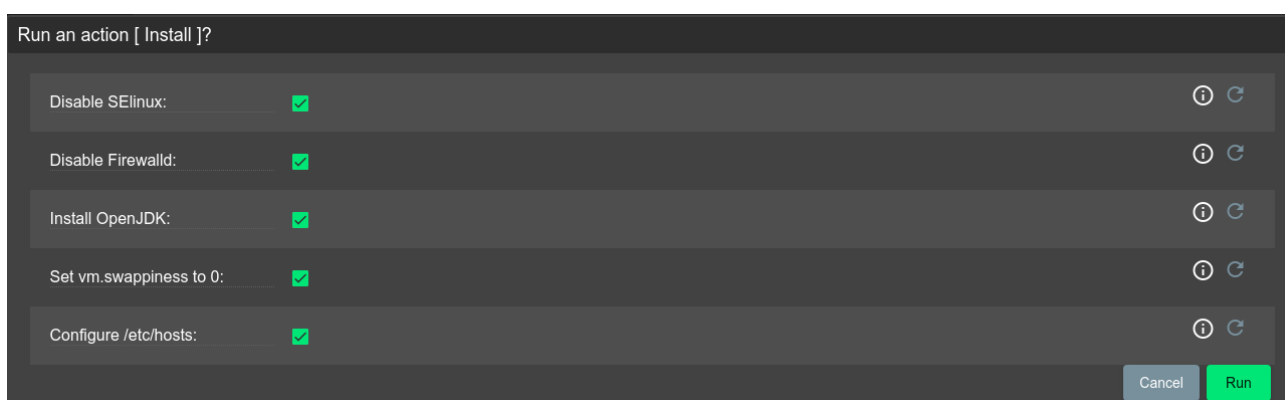 Run an action [ Install ]?
Disable SElinux:
Disable Firewalld:
Install OpenJDK:
Set vm.swappiness to 0:
Configure /etc/hosts:
Cancel Run